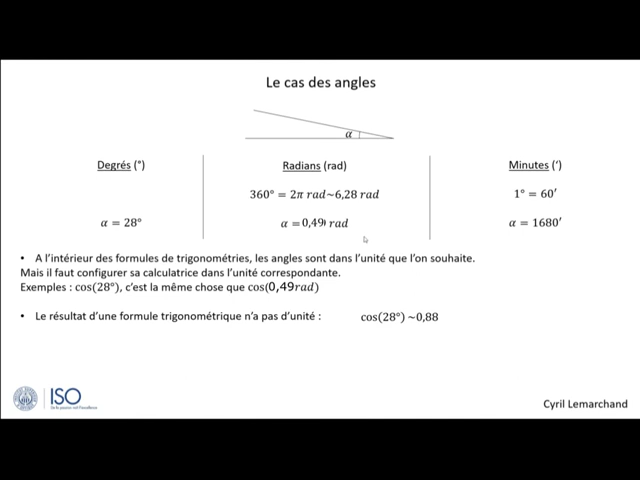 Le cas des angles
α
Degrés (°)
Radians (rad)
Minutes (‘)
360° = 2π rad~6,28 rad
1° = 60′
α = 28°
α =0,49 rad
α = 1680′
• A l’intérieur des formules de trigonométries, les angles sont dans l’unité que l’on souhaite.
Mais il faut configurer sa calculatrice dans l’unité correspondante.
Exemples : cos(28°), c’est la même chose que cos(0,49rad)
• Le résultat d’une formule trigonométrique n’a pas d’unité : cos(28°) ~0,88
ISO
Cyril Lemarchand